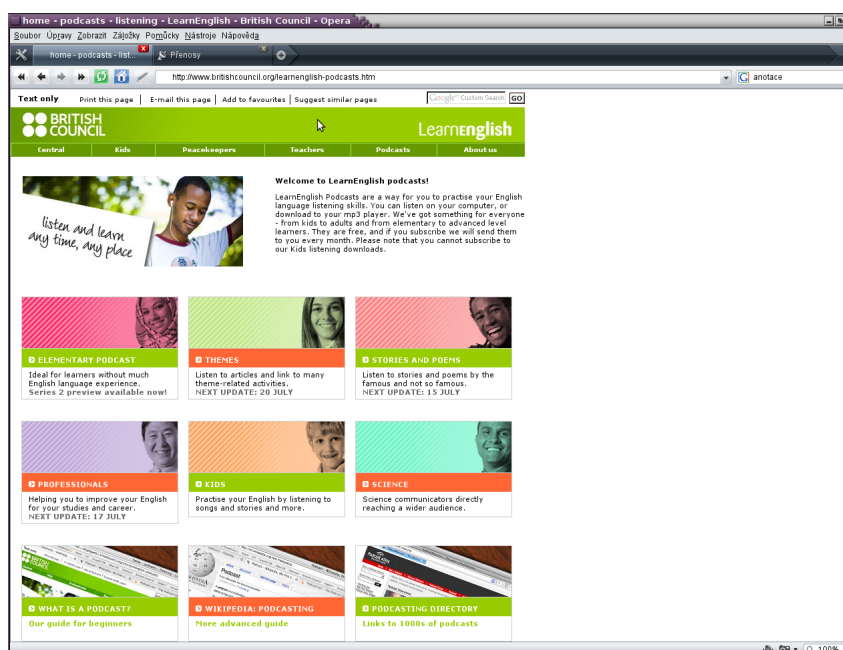 home - podcasts - listening - LearnEnglish - British Council - Opera
Soubor Úpravy Zobrazit Záložky Pomůcky Nástroje Nápověda
home - podcasts - list...
Přenosy
http://www.britishcouncil.org/learnenglish-podcasts.htm
anotace
Text only Print this page | E-mail this page | Add to favourites | Suggest similar pages
Google™ Custom Search GO
BRITISH
COUNCIL
LearnEnglish
Central Kids Peacekeepers Teachers Podcasts About us
listen and learn
any time, any place
Welcome to LearnEnglish podcasts!
LearnEnglish Podcasts are a way for you to practise your English
language listening skills. You can listen on your computer, or
download to your mp3 player. We've got something for everyone
- from kids to adults and from elementary to advanced level
learners. They are free, and if you subscribe we will send them
to you every month. Please note that you cannot subscribe to
our Kids listening downloads.
ELEMENTARY PODCAST
Ideal for learners without much
English language experience.
Series 2 preview available now!
THEMES
Listen to articles and link to many
theme-related activities.
NEXT UPDATE: 20 JULY
STORIES AND POEMS
Listen to stories and poems by the
famous and not so famous.
NEXT UPDATE: 15 JULY
PROFESSIONALS
Helping you to improve your English
for your studies and career.
NEXT UPDATE: 17 JULY
KIDS
Practise your English by listening to
songs and stories and more.
SCIENCE
Science communicators directly
reaching a wider audience.
WHAT IS A PODCAST?
Our guide for beginners
WIKIPEDIA: PODCASTING
More advanced guide
PODCASTING DIRECTORY
Links to 1000s of podcasts
100%